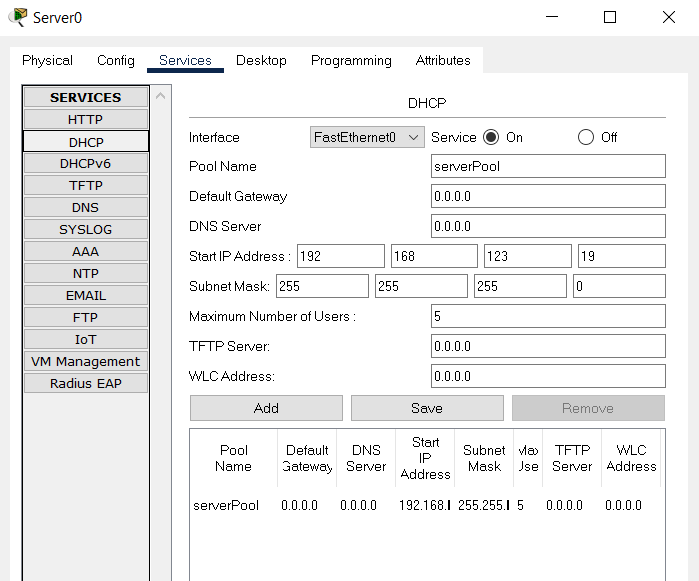 Server0
Physical Config Services Desktop Programming Attributes
SERVICES
HTTP
DHCP
DHCPv6
TFTP
DNS
SYSLOG
AAA
NTP
EMAIL
FTP
IoT
VM Management
Radius EAP
DHCP
Interface FastEthernet0 Service On Off
Pool Name serverPool
Default Gateway 0.0.0.0
DNS Server 0.0.0.0
Start IP Address : 192 168 123 19
Subnet Mask: 255 255 255 0
Maximum Number of Users : 5
TFTP Server: 0.0.0.0
WLC Address: 0.0.0.0
Add Save Remove
Pool Name Default Gateway DNS Server Start IP Address Subnet Mask TFTP Server WLC Address
serverPool 0.0.0.0 0.0.0.0 192.168. 255.255. 5 0.0.0.0 0.0.0.0